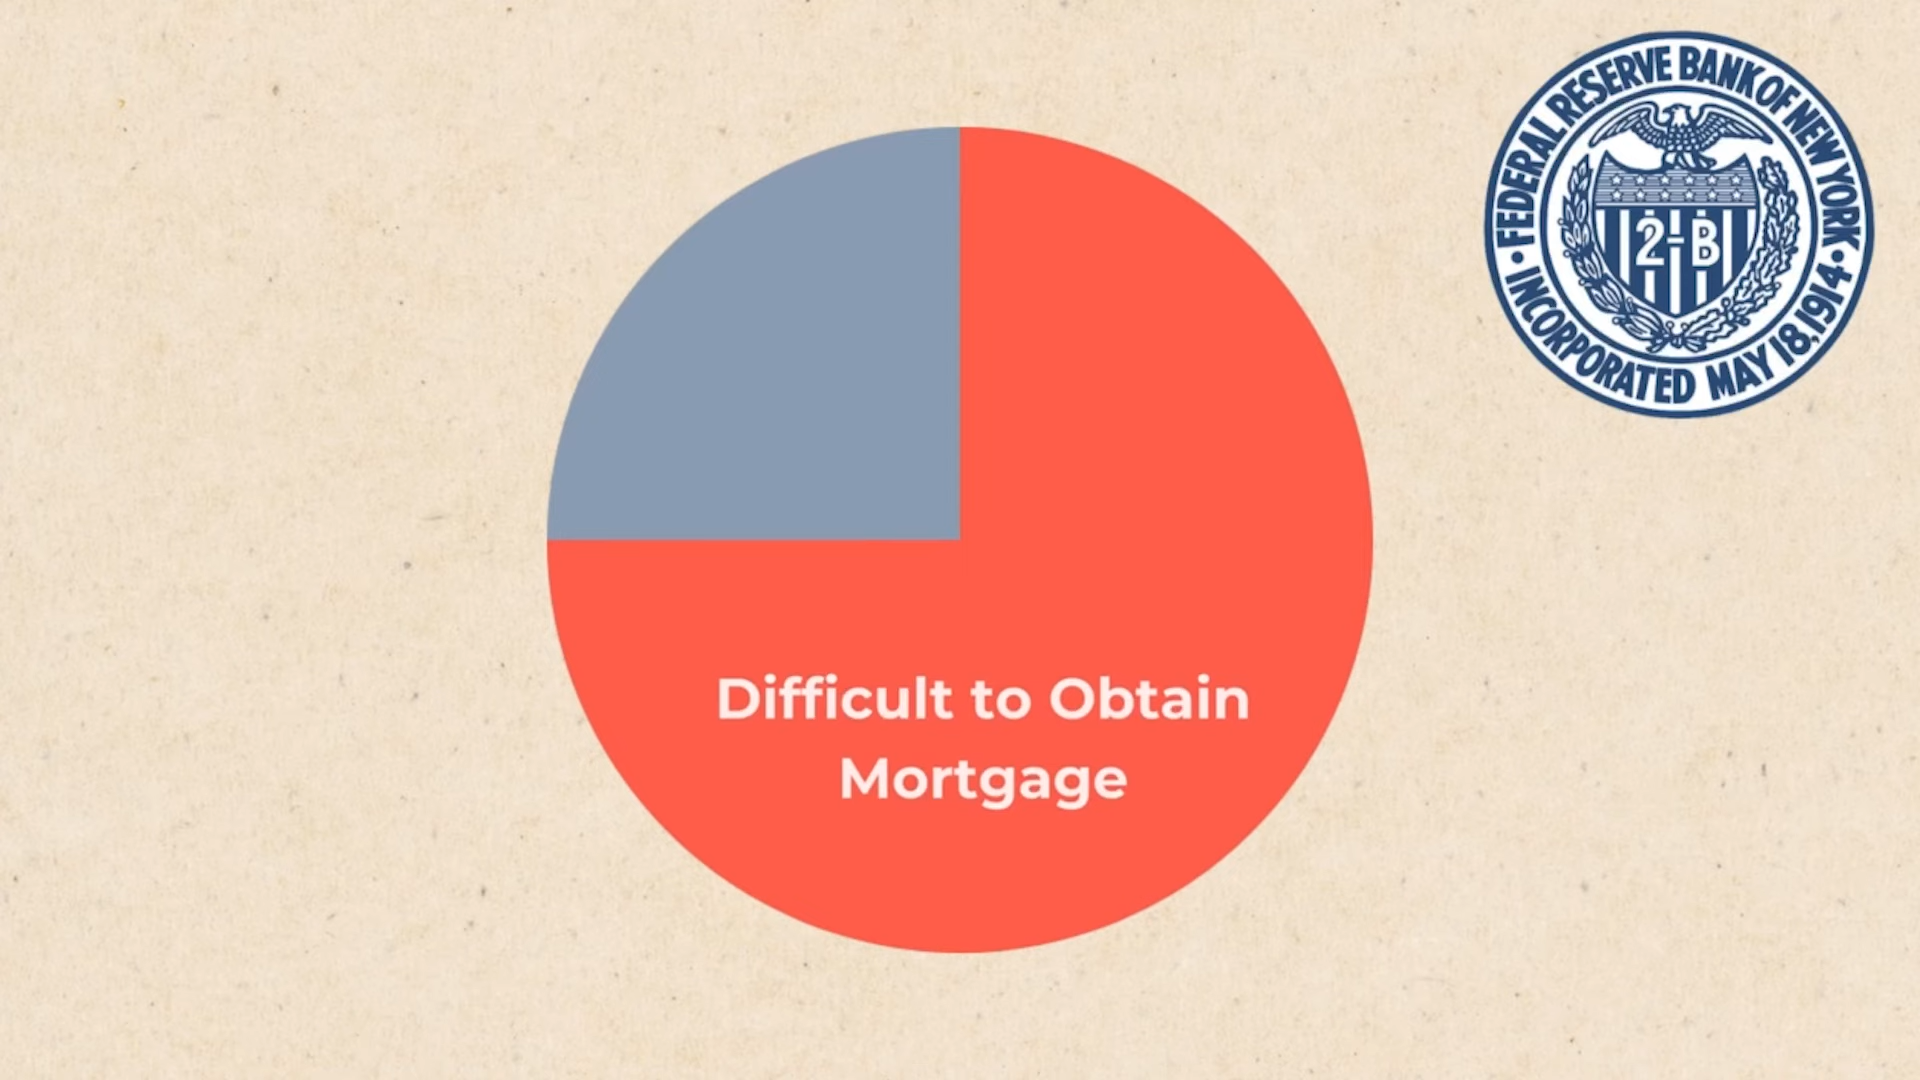 Difficult to Obtain
Mortgage
FEDERAL RESERVE BANK OF NEW YORK
INCORPORATED MAY 18, 1914
2-B